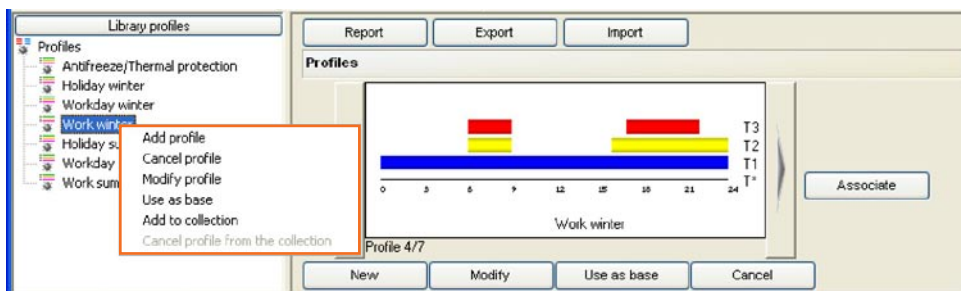 Library profiles
Profiles
Antifreeze/Thermal protection
Holiday winter
Workday winter
Work winter
Holiday su
Workday
Work sum
Add profile
Cancel profile
Modify profile
Use as base
Add to collection
Cancel profile from the collection
Report Export Import
Profiles
T3
T2
T1
T*
0 3 6 9 12 15 18 21 24
Work winter
Profile 4/7
Associate
New Modify Use as base Cancel